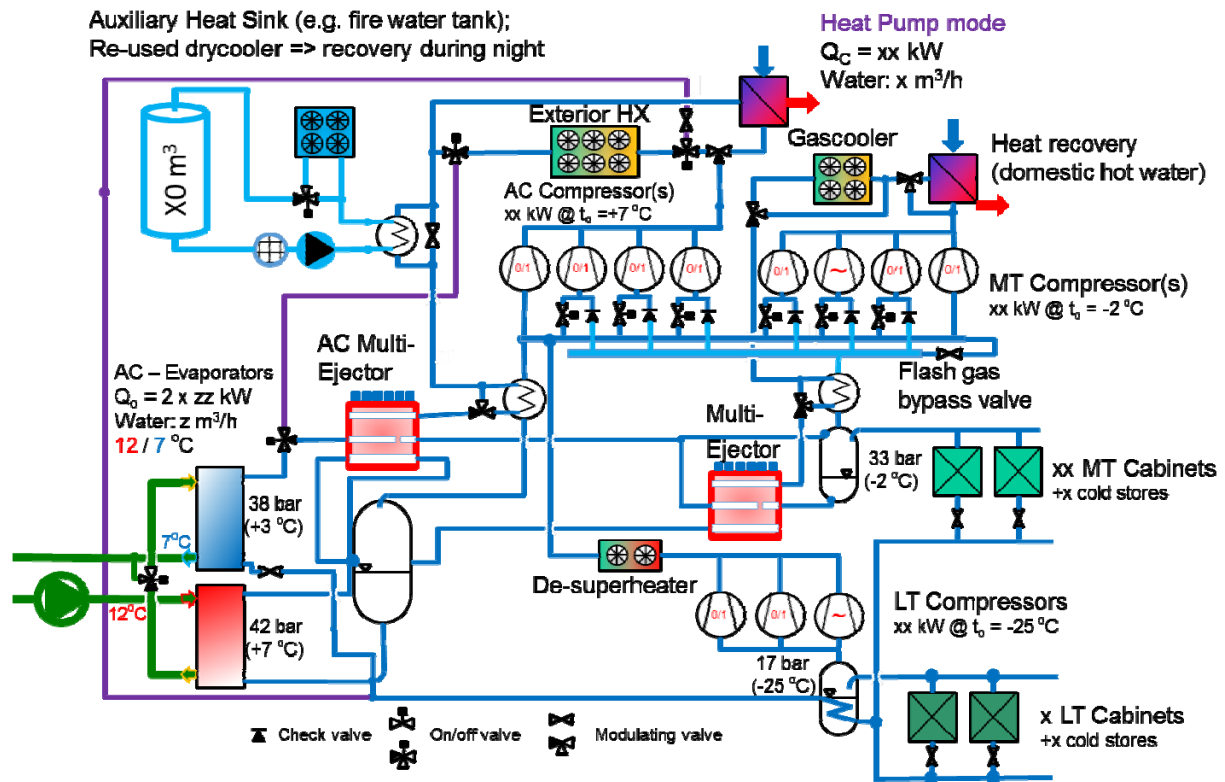 Auxiliary Heat Sink (e.g. fire water tank);
Re-used drycooler => recovery during night
Heat Pump mode
Q_C = xx kW
Water: x m³/h
Exterior HX
Gascooler
Heat recovery
(domestic hot water)
X0 m³
AC Compressor(s)
xx kW @ t₀ =+7 °C
0/1
0/1
0/1
0/1
0/1
~
0/1
0/1
MT Compressor(s)
xx kW @ t₀ = -2 °C
AC Multi-
Ejector
Flash gas
bypass valve
AC – Evaporators
Q₀ = 2 x zz kW
Water: z m³/h
12 / 7 °C
Multi-
Ejector
33 bar
(-2 °C)
xx MT Cabinets
+x cold stores
38 bar
(+3 °C)
7°C
De-superheater
12°C
42 bar
(+7 °C)
0/1
0/1
~
LT Compressors
xx kW @ t₀ = -25 °C
17 bar
(-25 °C)
x LT Cabinets
+x cold stores
Check valve
On/off valve
Modulating valve